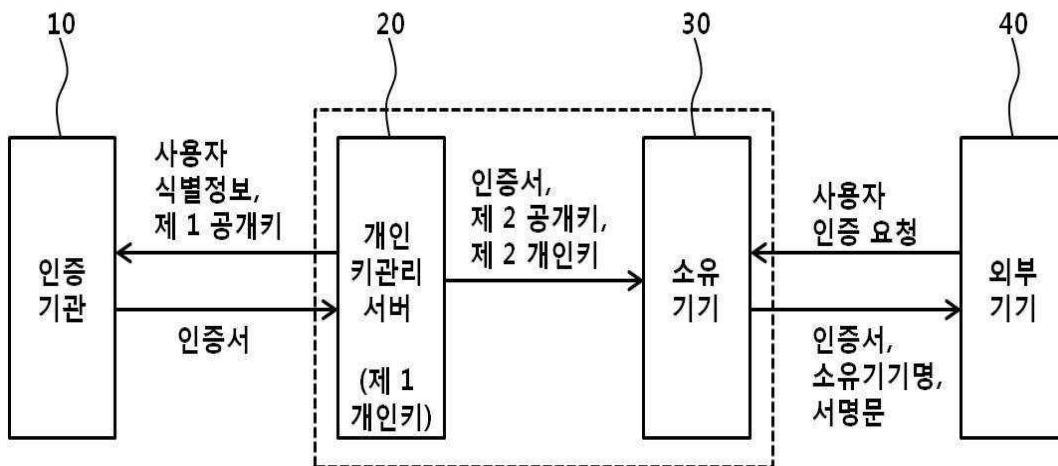 10
20
30
40
인증
기관
사용자
식별정보,
제 1 공개키
인증서
개인
키관리
서버
(제 1
개인키)
인증서,
제 2 공개키,
제 2 개인키
소유
기기
사용자
인증 요청
인증서,
소유기기명,
서명문
외부
기기